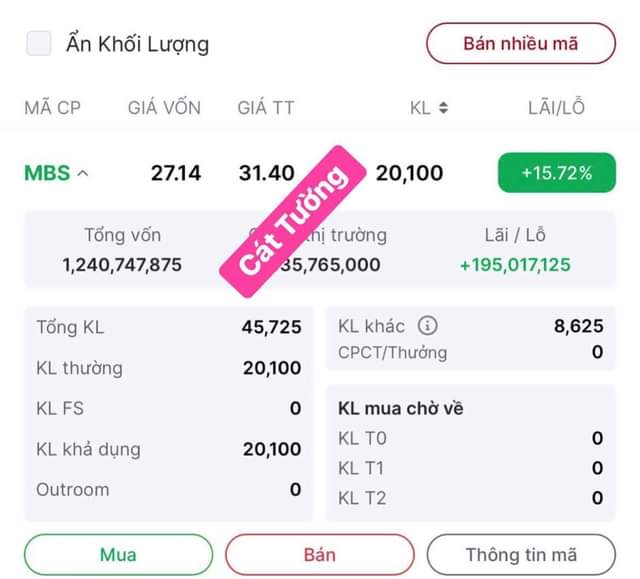 Ẩn Khối Lượng
Bán nhiều mã
MÃ CP GIÁ VỐN GIÁ TT KL LÃI/LỖ
MBS 27.14 31.40 20,100 +15.72%
Cát Tường
Tổng vốn trường Lãi / Lỗ
1,240,747,875 35,765,000 +195,017,125
Tổng KL 45,725
KL thường 20,100
KL FS 0
KL khả dụng 20,100
Outroom 0
KL khác 8,625
CPCT/Thưởng 0
KL mua chờ về
KL T0 0
KL T1 0
KL T2 0
Mua
Bán
Thông tin mã